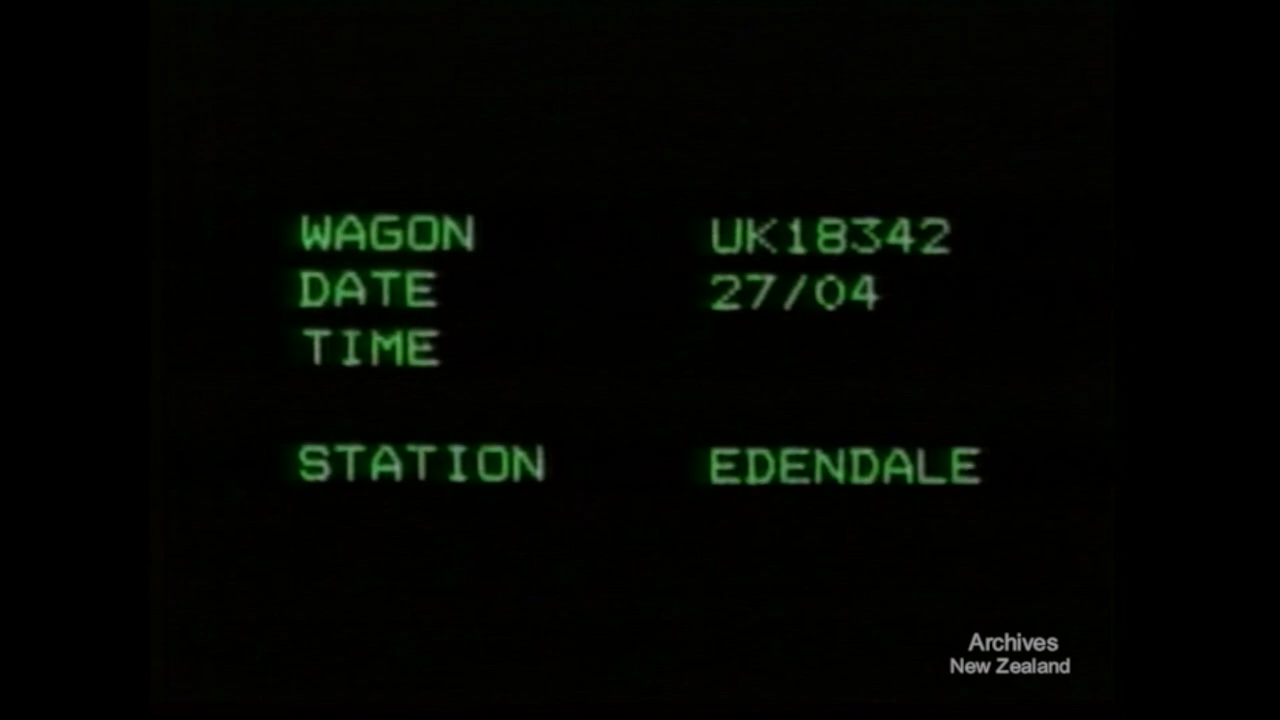 WAGON UK18342
DATE 27/04
TIME
STATION EDENDALE
Archives
New Zealand